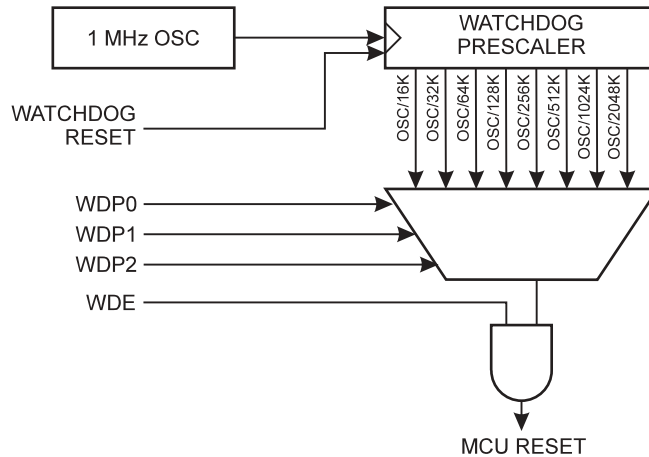 1 MHz OSC
WATCHDOG
PRESCALER
WATCHDOG
RESET
OSC/16K
OSC/32K
OSC/64K
OSC/128K
OSC/256K
OSC/512K
OSC/1024K
OSC/2048K
WDP0
WDP1
WDP2
WDE
MCU RESET